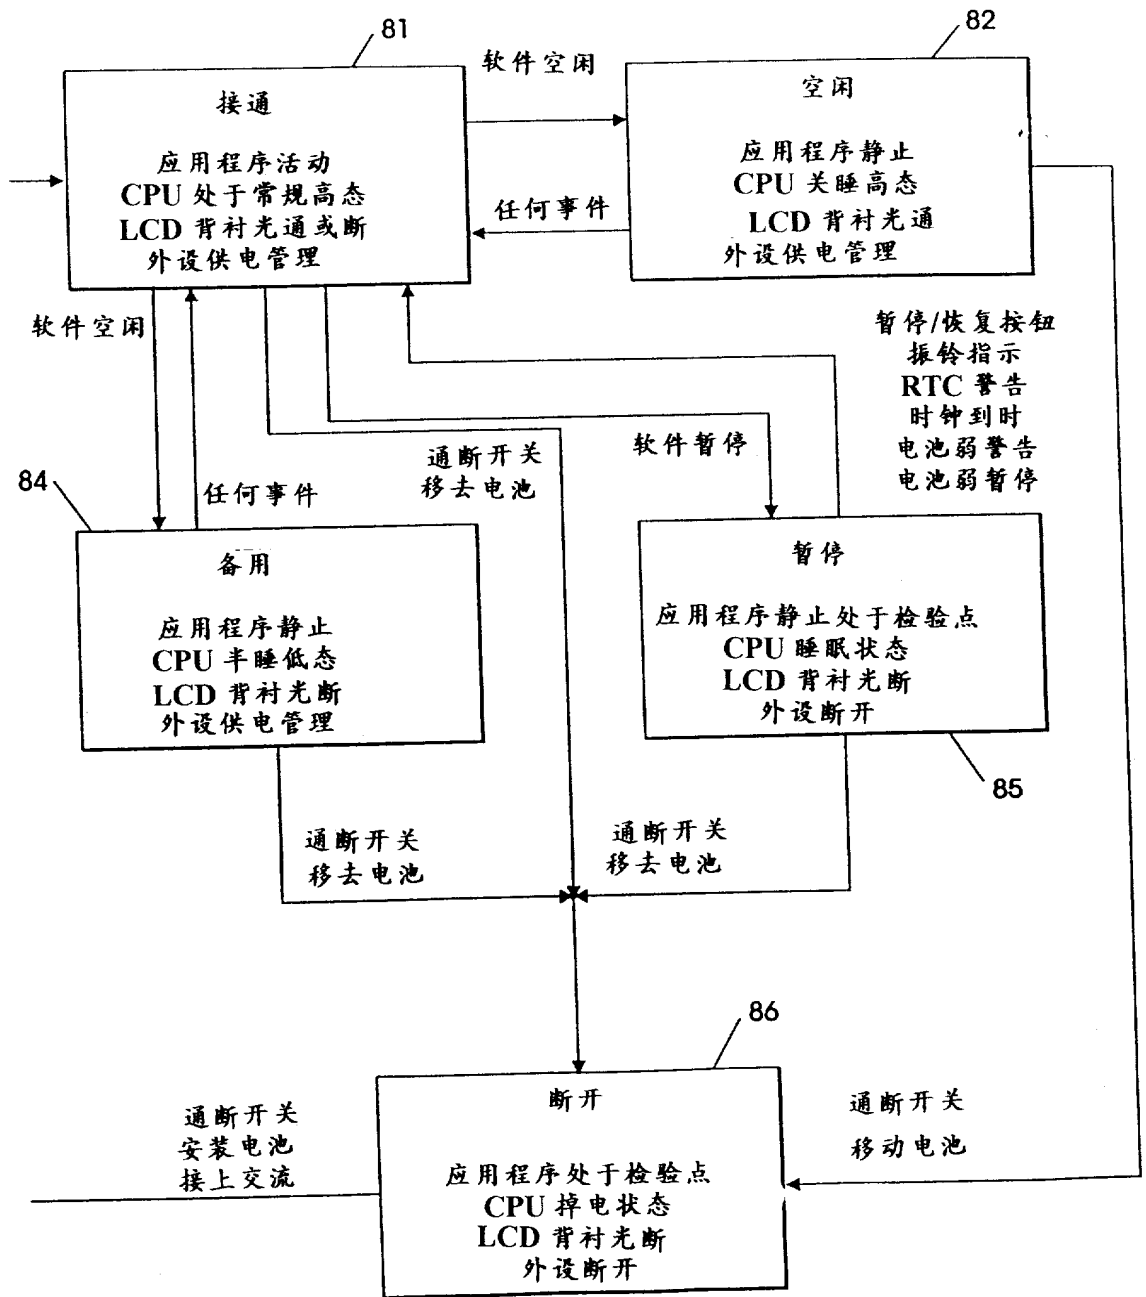 81
接通
应用程序活动
CPU 处于常规高态
LCD 背衬光通或断
外设供电管理
软件空闲
任何事件
82
空闲
应用程序静止
CPU 关睡高态
LCD 背衬光通
外设供电管理
软件空闲
任何事件
通断开关
移去电池
软件暂停
暂停/恢复按钮
振铃指示
RTC 警告
时钟到时
电池弱警告
电池弱暂停
84
备用
应用程序静止
CPU 半睡低态
LCD 背衬光断
外设供电管理
暂停
应用程序静止处于检验点
CPU 睡眠状态
LCD 背衬光断
外设断开
85
通断开关
移去电池
通断开关
移去电池
86
断开
应用程序处于检验点
CPU 掉电状态
LCD 背衬光断
外设断开
通断开关
安装电池
接上交流
通断开关
移动电池